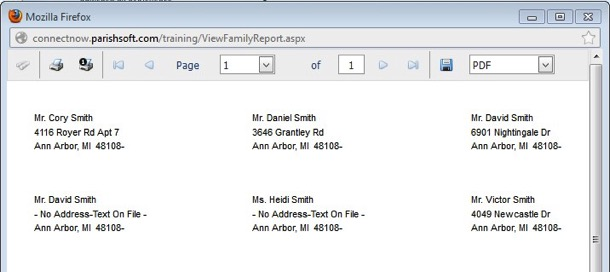 Mozilla Firefox
connectnow.parishsoft.com/training/ViewFamilyReport.aspx
Page 1 of 1 PDF
Mr. Cory Smith
4116 Royer Rd Apt 7
Ann Arbor, MI 48108-
Mr. Daniel Smith
3646 Grantley Rd
Ann Arbor, MI 48108-
Mr. David Smith
6901 Nightingale Dr
Ann Arbor, MI 48108-
Mr. David Smith
- No Address-Text On File -
Ann Arbor, MI 48108-
Ms. Heidi Smith
- No Address-Text On File -
Ann Arbor, MI 48108-
Mr. Victor Smith
4049 Newcastle Dr
Ann Arbor, MI 48108-